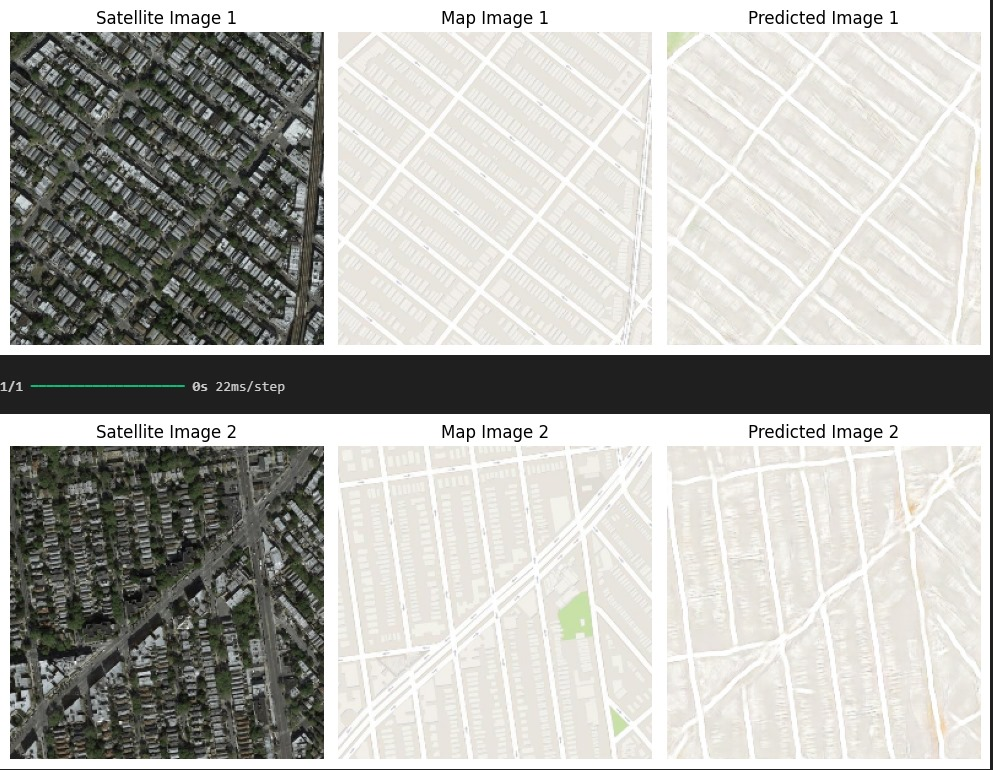 Satellite Image 1 Map Image 1 Predicted Image 1
1/1 ━━━━━━━━━━━━━━━━━━━━ 0s 22ms/step
Satellite Image 2 Map Image 2 Predicted Image 2